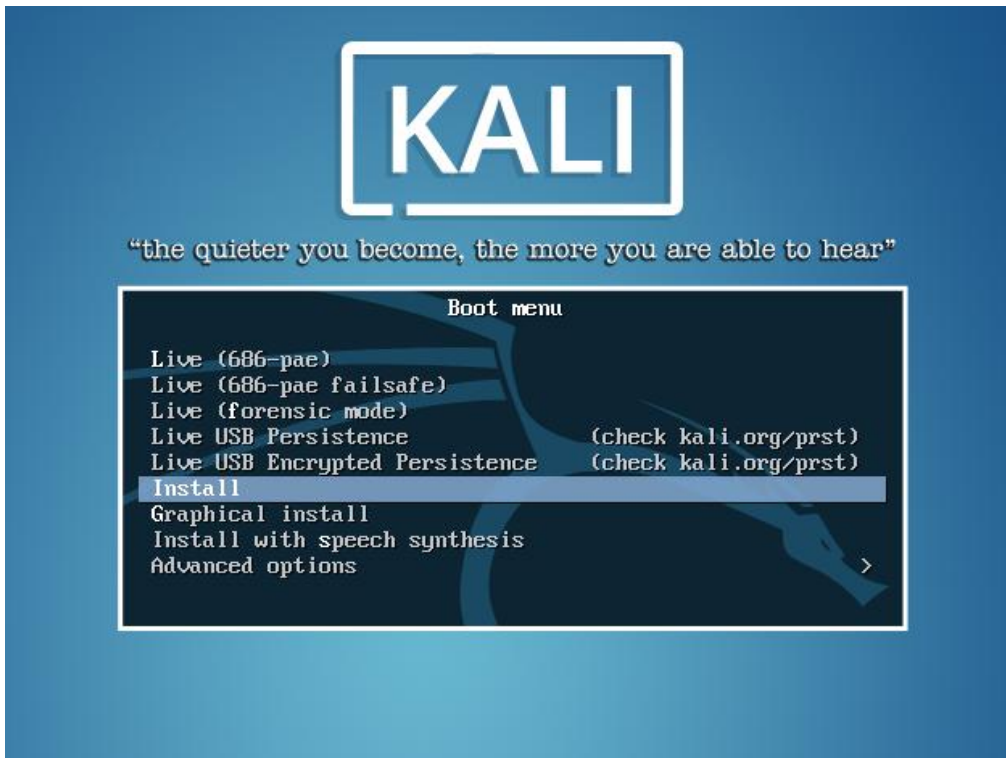 KALI
“the quieter you become, the more you are able to hear”
Boot menu
Live (686-pae)
Live (686-pae failsafe)
Live (forensic mode)
Live USB Persistence (check kali.org/prst)
Live USB Encrypted Persistence (check kali.org/prst)
Install
Graphical install
Install with speech synthesis
Advanced options >